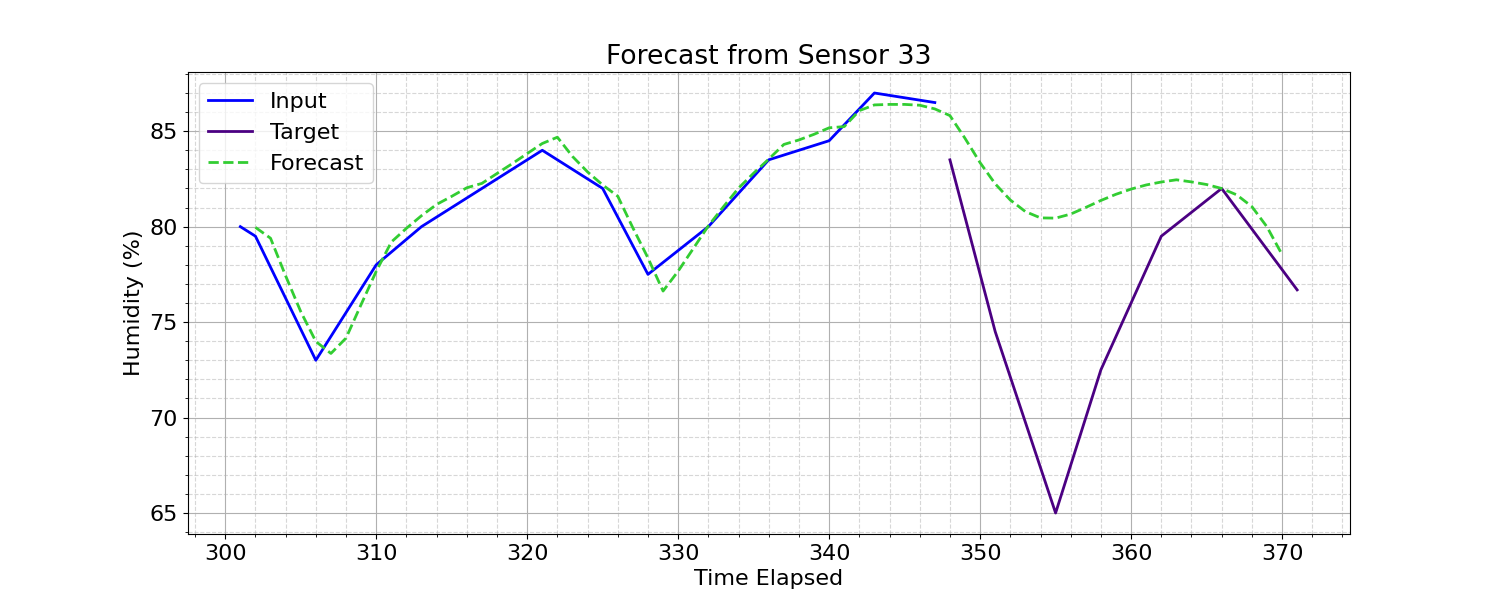 Forecast from Sensor 33
Input
Target
Forecast
Humidity (%)
85
80
75
70
65
300 310 320 330 340 350 360 370
Time Elapsed